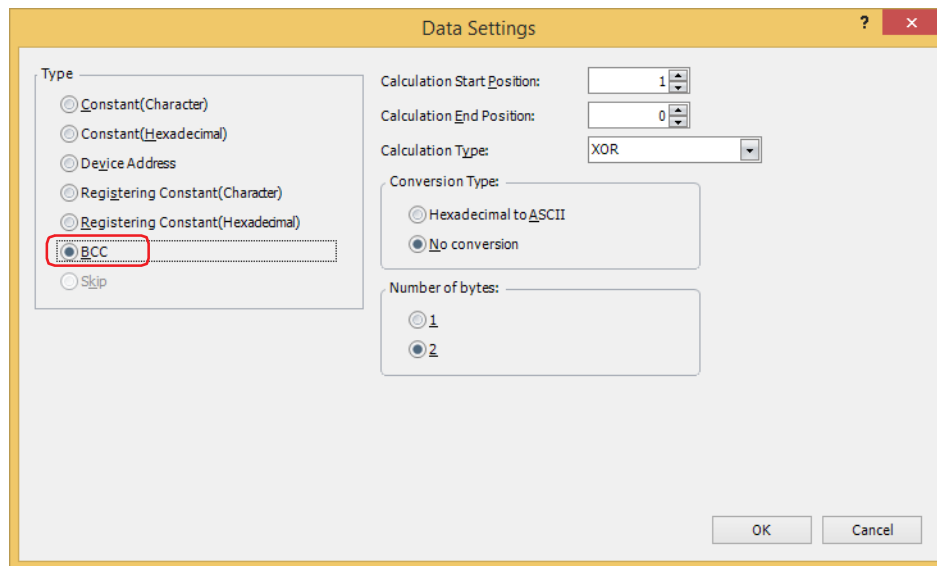 Data Settings
?
×
Type
Constant(Character)
Constant(Hexadecimal)
Device Address
Registering Constant(Character)
Registering Constant(Hexadecimal)
BCC
Skip
Calculation Start Position:
1
Calculation End Position:
0
Calculation Type:
XOR
Conversion Type:
Hexadecimal to ASCII
No conversion
Number of bytes:
1
2
OK
Cancel